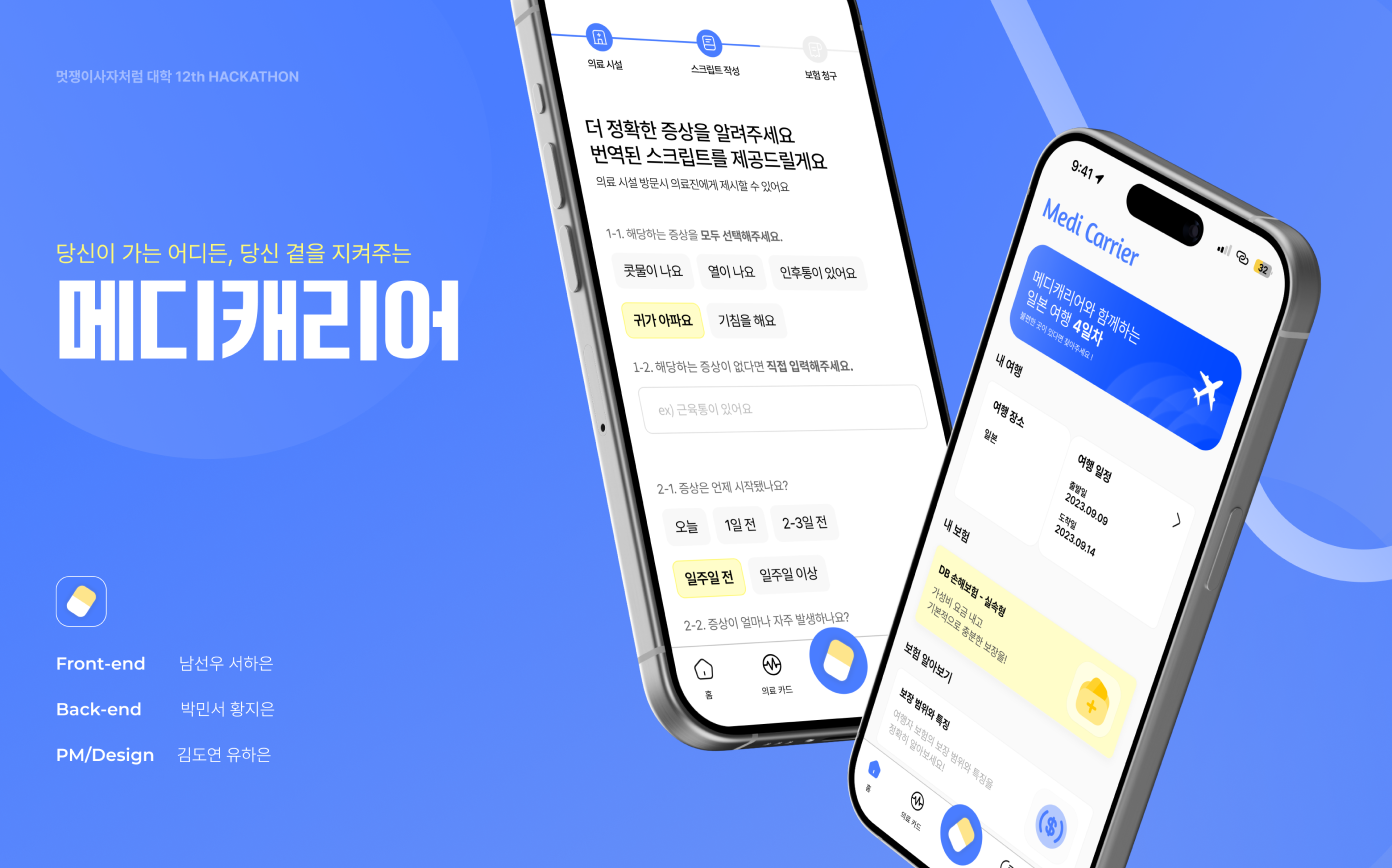 멋쟁이사자처럼 대학 12th HACKATHON
당신이 가는 어디든, 당신 곁을 지켜주는
메디캐리어
Front-end 남선우 서하은
Back-end 박민서 황지은
PM/Design 김도연 유하은
의료 시설
스크립트 작성
보험 청구
더 정확한 증상을 알려주세요
번역된 스크립트를 제공드릴게요
의료 시설 방문시 의료진에게 제시할 수 있어요
1-1. 해당하는 증상을 모두 선택해주세요.
콧물이 나요 열이 나요 인후통이 있어요
귀가 아파요 기침을 해요
1-2. 해당하는 증상이 없다면 직접 입력해주세요.
ex) 근육통이 있어요
2-1. 증상은 언제 시작됐나요?
오늘 1일 전 2-3일 전
일주일 전 일주일 이상
2-2. 증상이 얼마나 자주 발생하나요?
홈 의료 카드
9:41
32
Medi Carrier
메디캐리어와 함께하는
일본 여행 4일차
불편한 곳이 있다면 찾아주세요 !
내 여행
여행 장소
일본
여행 일정
출발일
2023.09.09
도착일
2023.09.14
내 보험
DB 손해보험 - 실속형
가성비 요금 내고
기본적으로 충분한 보장을!
보험 알아보기
보장 범위와 특징
여행자 보험의 보장 범위와 특징을
정확히 알아보세요!
홈 의료 카드